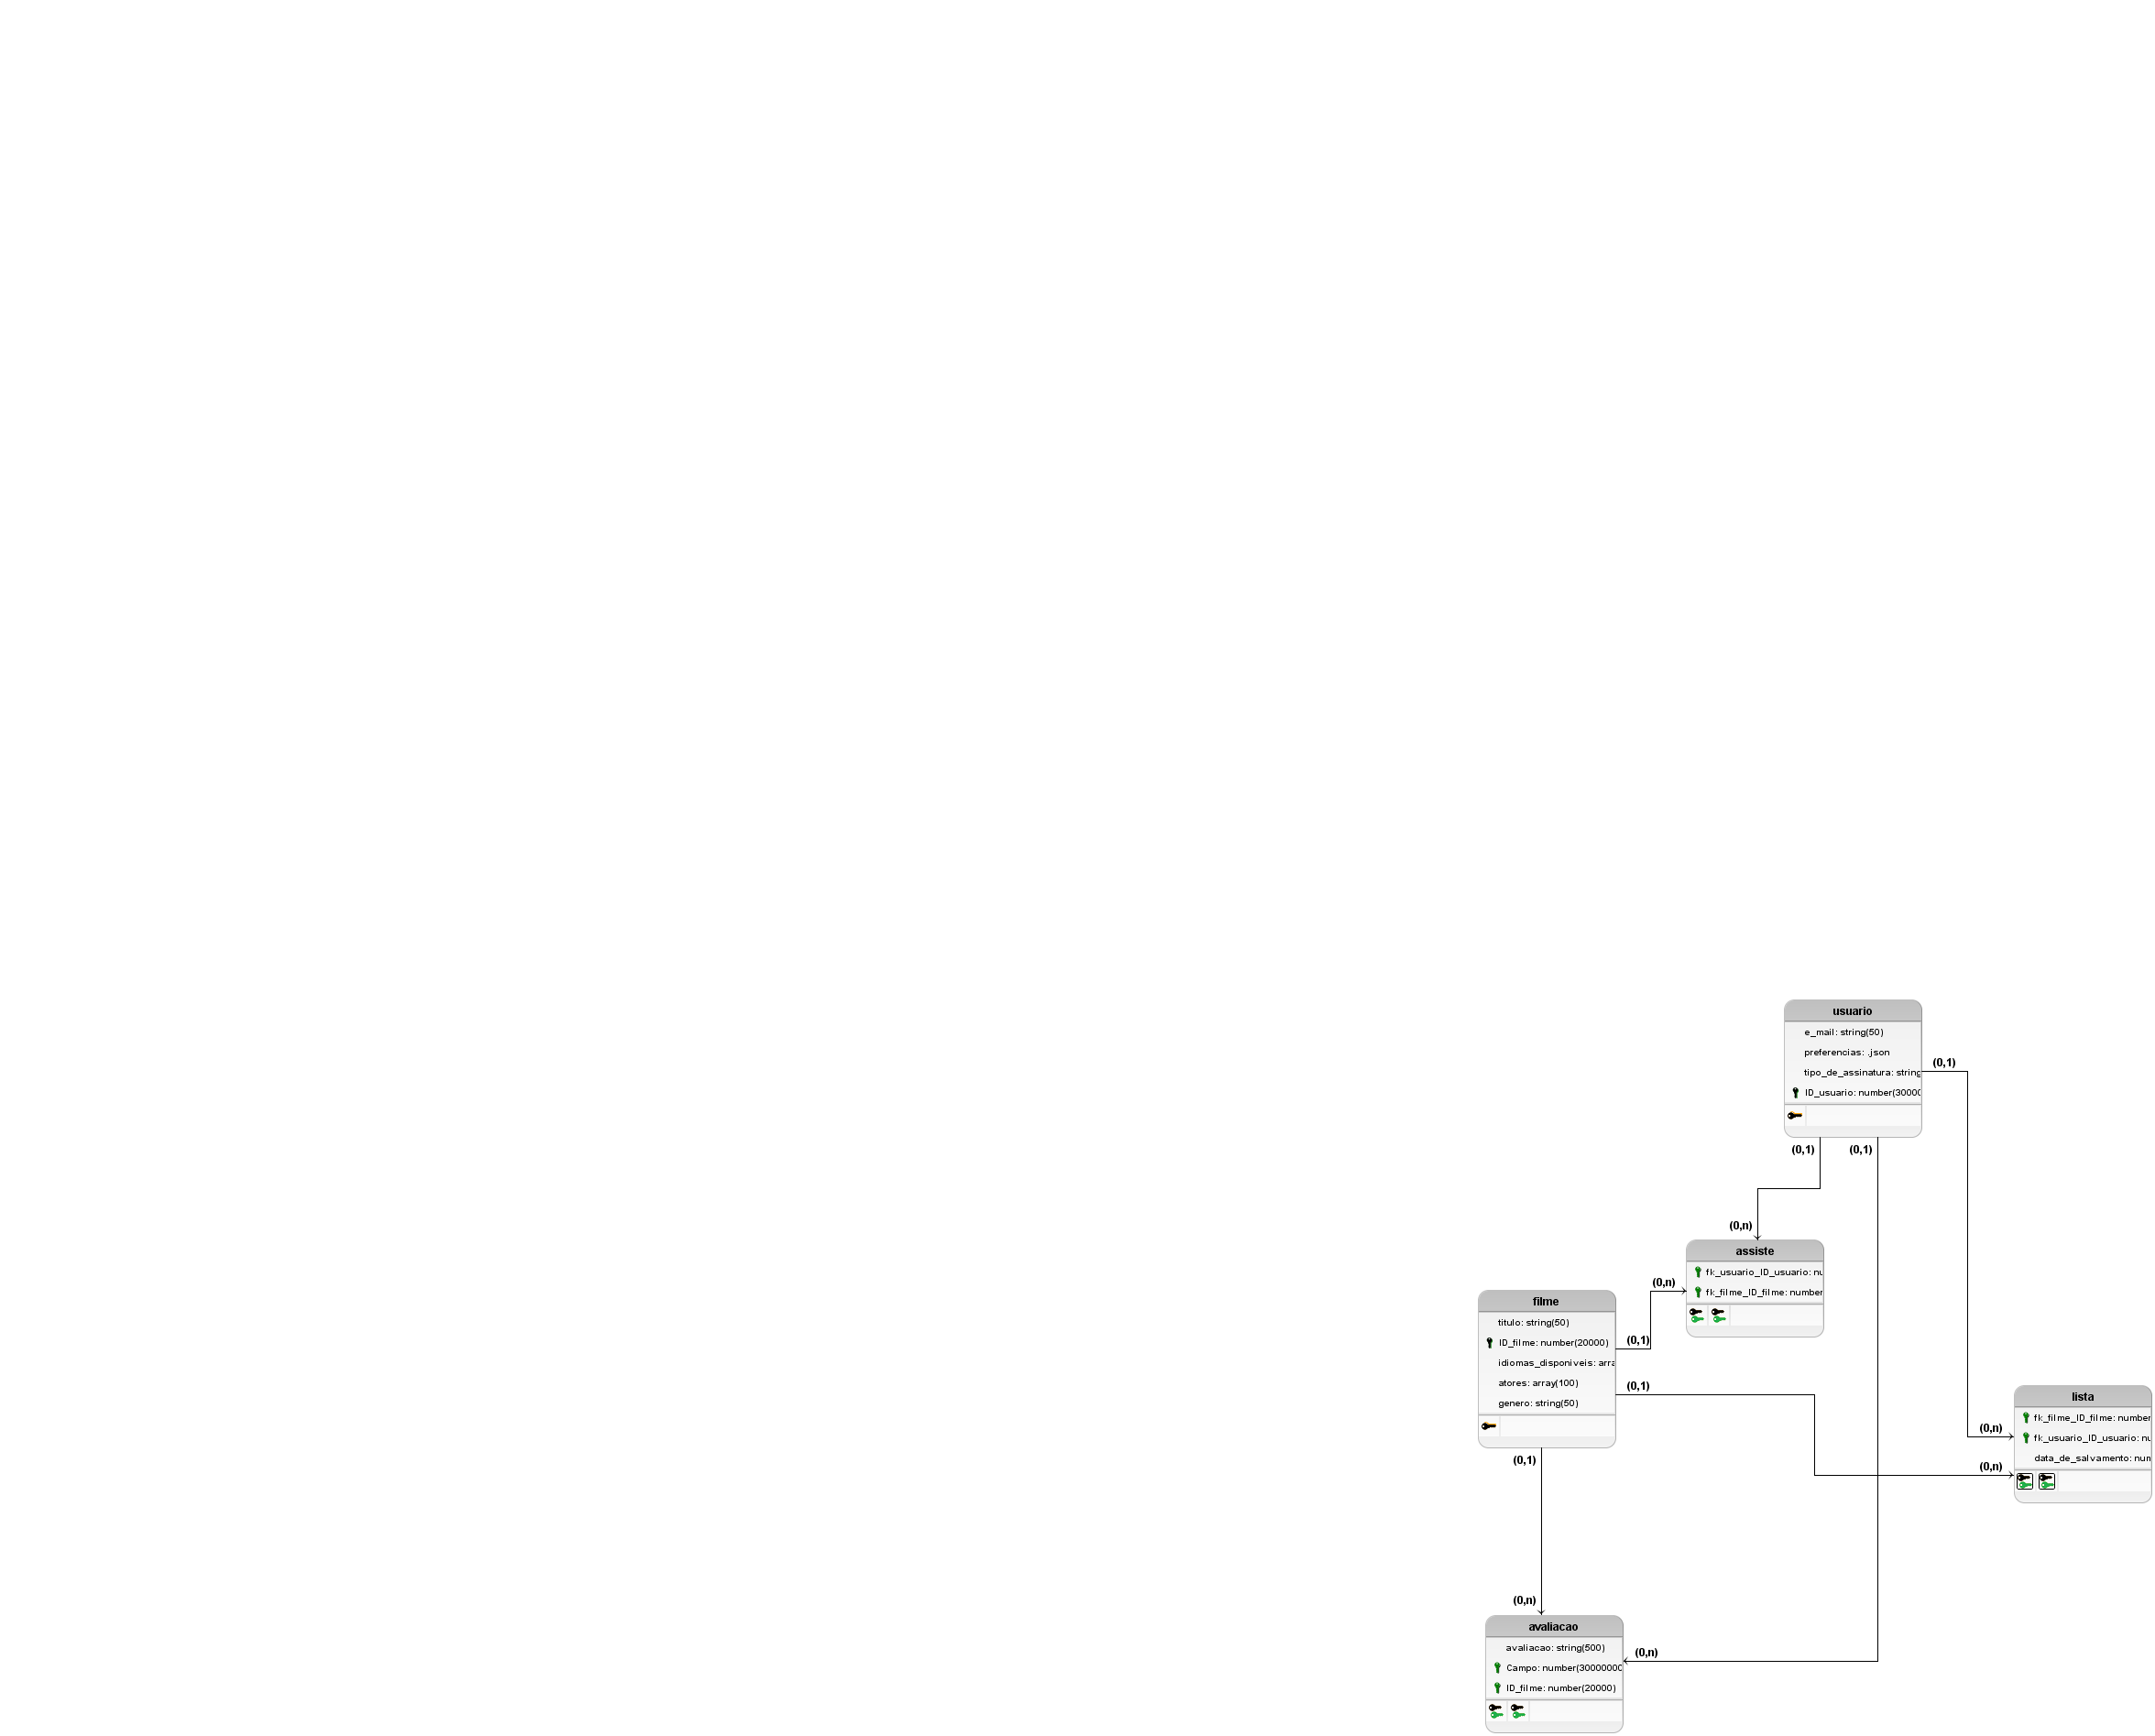 usuario
e_mail: string(50)
preferencias: .json
tipo_de_assinatura: string
ID_usuario: number(30000
(0,1)
(0,1)
(0,1)
(0,n)
assiste
fk_usuario_ID_usuario: nu
fk_filme_ID_filme: number
(0,n)
filme
titulo: string(50)
ID_filme: number(20000)
idiomas_disponiveis: arra
atores: array(100)
genero: string(50)
(0,1)
(0,1)
(0,1)
lista
fk_filme_ID_filme: number
fk_usuario_ID_usuario: nu
data_de_salvamento: num
(0,n)
(0,n)
(0,n)
avaliacao
avaliacao: string(500)
Campo: number(30000000
ID_filme: number(20000)
(0,n)